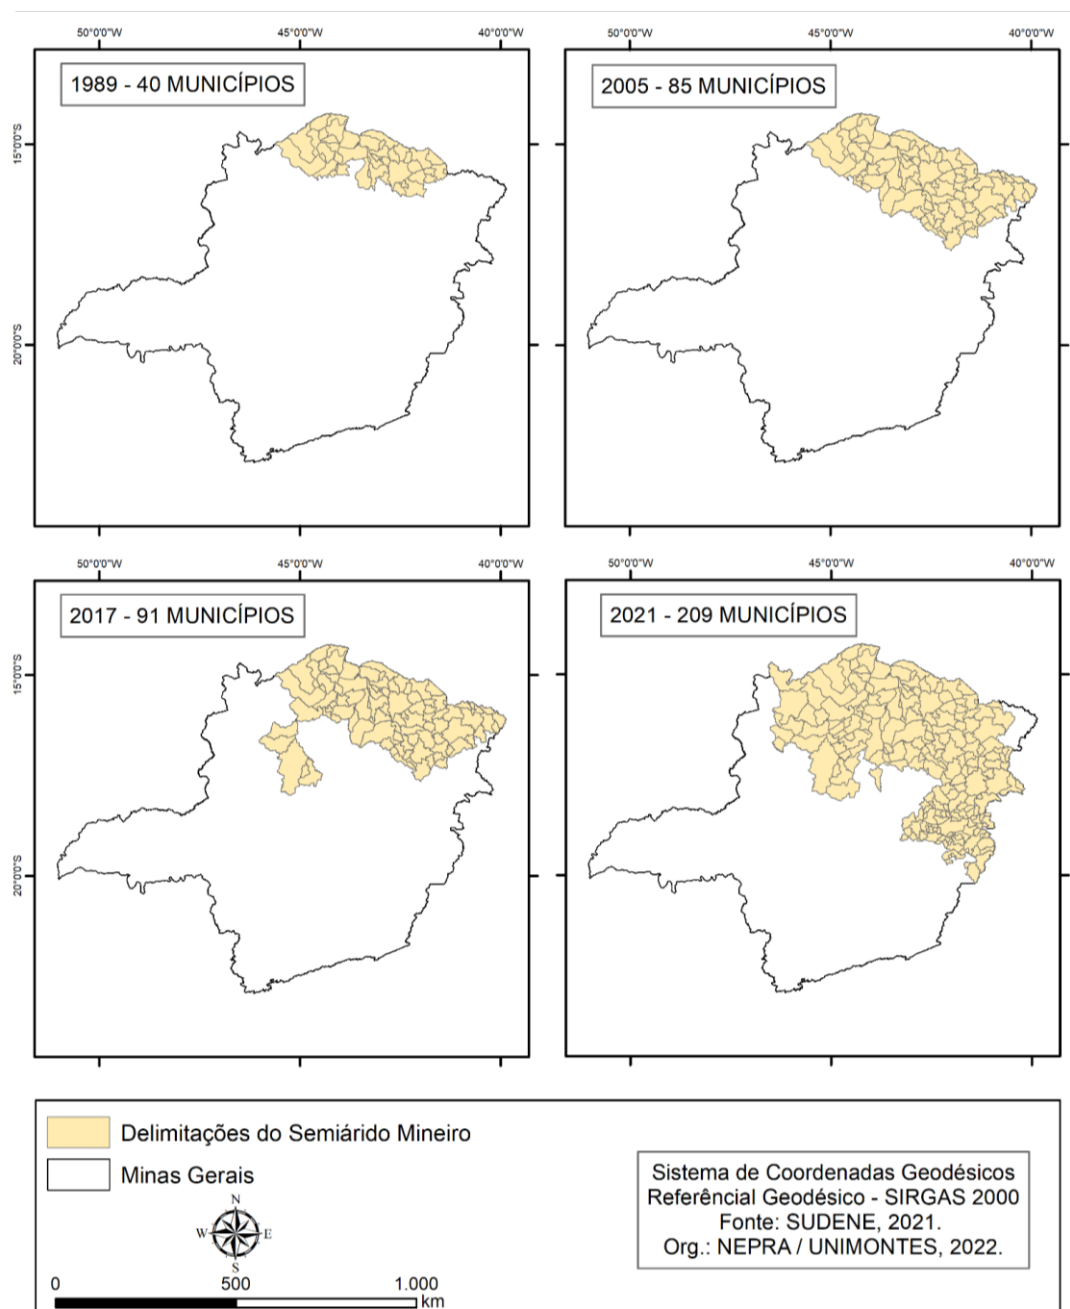 50°0'0"W 45°0'0"W 40°0'0"W
50°0'0"W 45°0'0"W 40°0'0"W
1989 - 40 MUNICÍPIOS
2005 - 85 MUNICÍPIOS
15°0'0"S
20°0'0"S
50°0'0"W 45°0'0"W 40°0'0"W
50°0'0"W 45°0'0"W 40°0'0"W
2017 - 91 MUNICÍPIOS
2021 - 209 MUNICÍPIOS
15°0'0"S
20°0'0"S
Delimitações do Semiárido Mineiro
Minas Gerais
N
W E
S
0 500 1.000
km
Sistema de Coordenadas Geodésicos
Referêncial Geodésico - SIRGAS 2000
Fonte: SUDENE, 2021.
Org.: NEPRA / UNIMONTES, 2022.